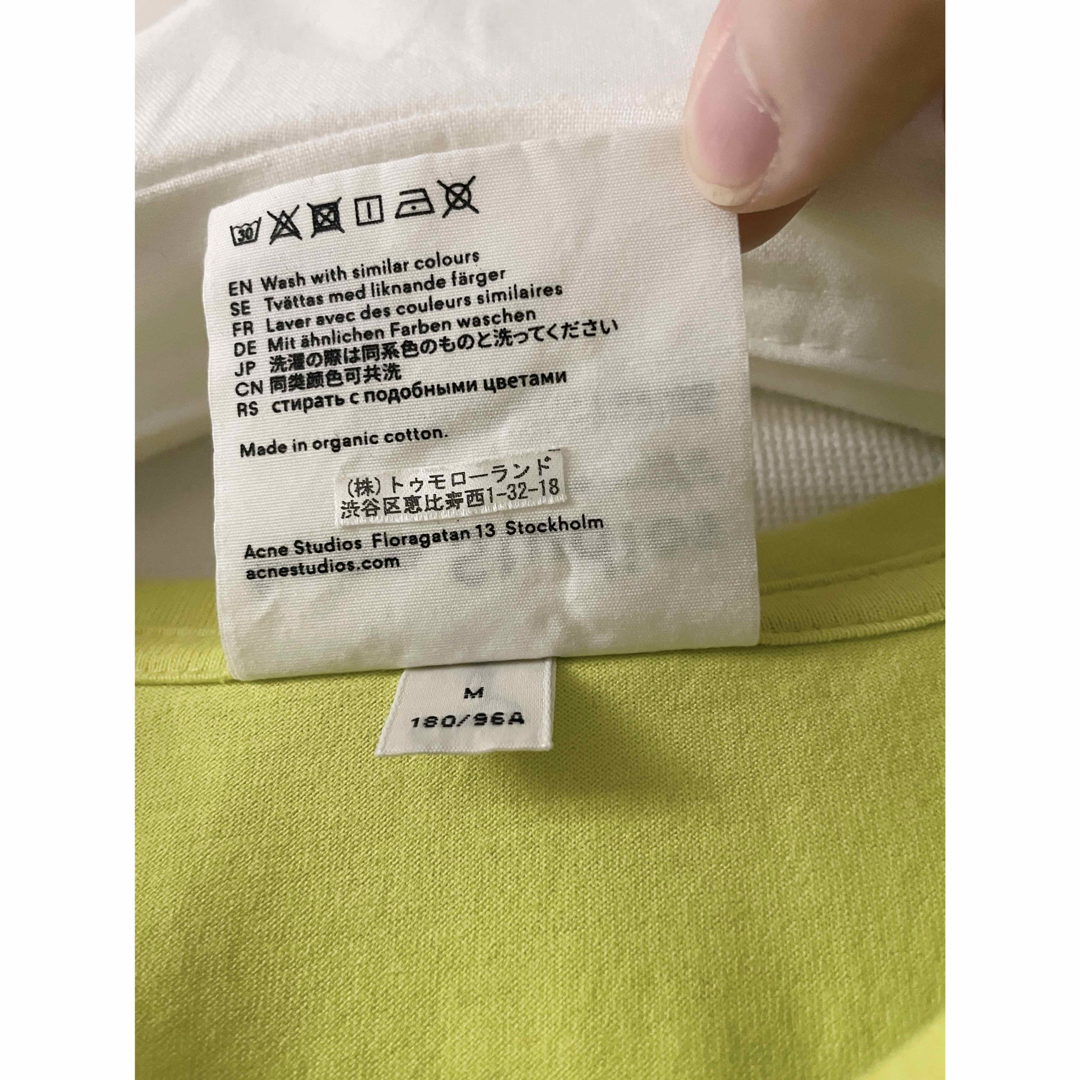 30
EN Wash with similar colours
SE Tvättas med liknande färger
FR Laver avec des couleurs similaires
DE Mit ähnlichen Farben waschen
JP 洗濯の際は同系色のものと洗ってください
CN 同类颜色可共洗
RS стирать с подобными цветами
Made in organic cotton.
(株)トゥモローランド
渋谷区恵比寿西1-32-18
Acne Studios Floragatan 13 Stockholm
acnestudios.com
M
180/96A